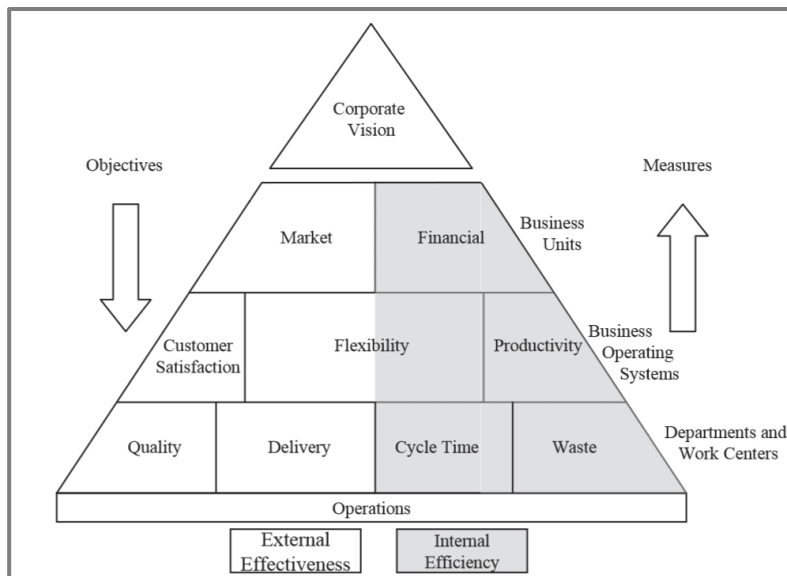 Corporate
Vision
Objectives
Measures
Market
Financial
Business
Units
Customer
Satisfaction
Flexibility
Productivity
Business
Operating
Systems
Quality
Delivery
Cycle Time
Waste
Departments and
Work Centers
Operations
External
Effectiveness
Internal
Efficiency